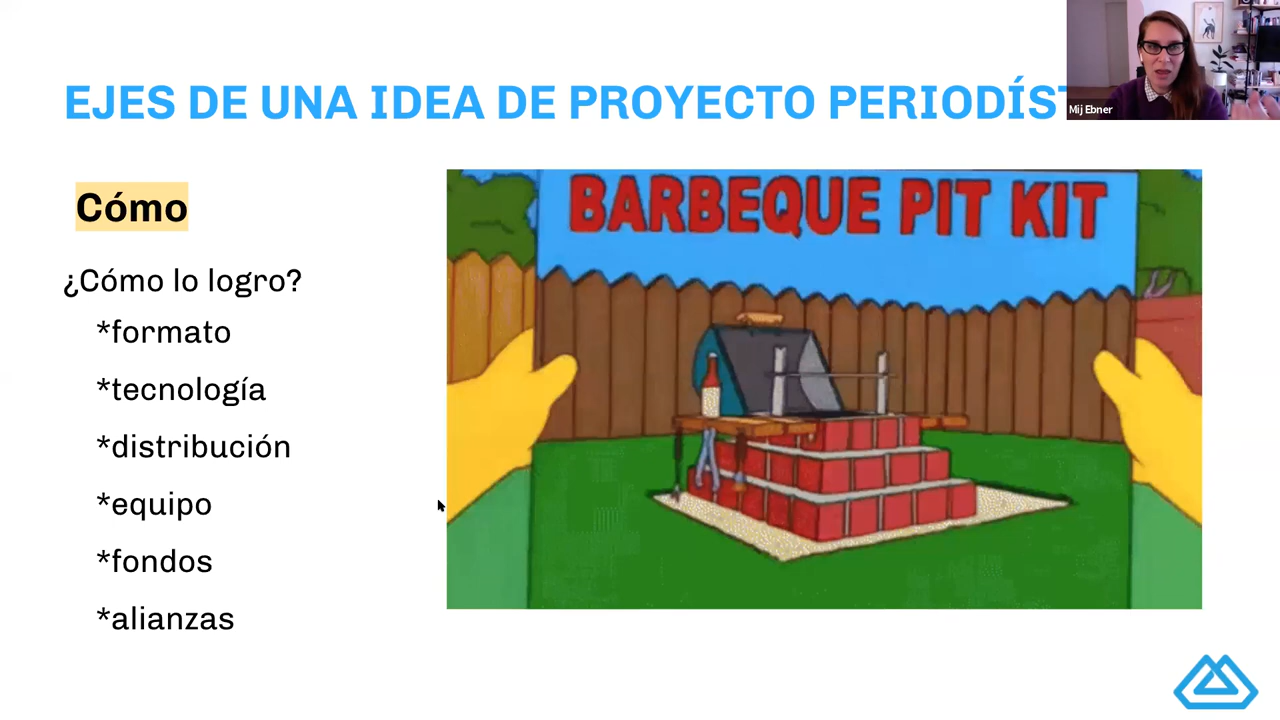 EJES DE UNA IDEA DE PROYECTO PERIODÍST
Mij Ebner
Cómo
¿Cómo lo logro?
*formato
*tecnología
*distribución
*equipo
*fondos
*alianzas
BARBEQUE PIT KIT